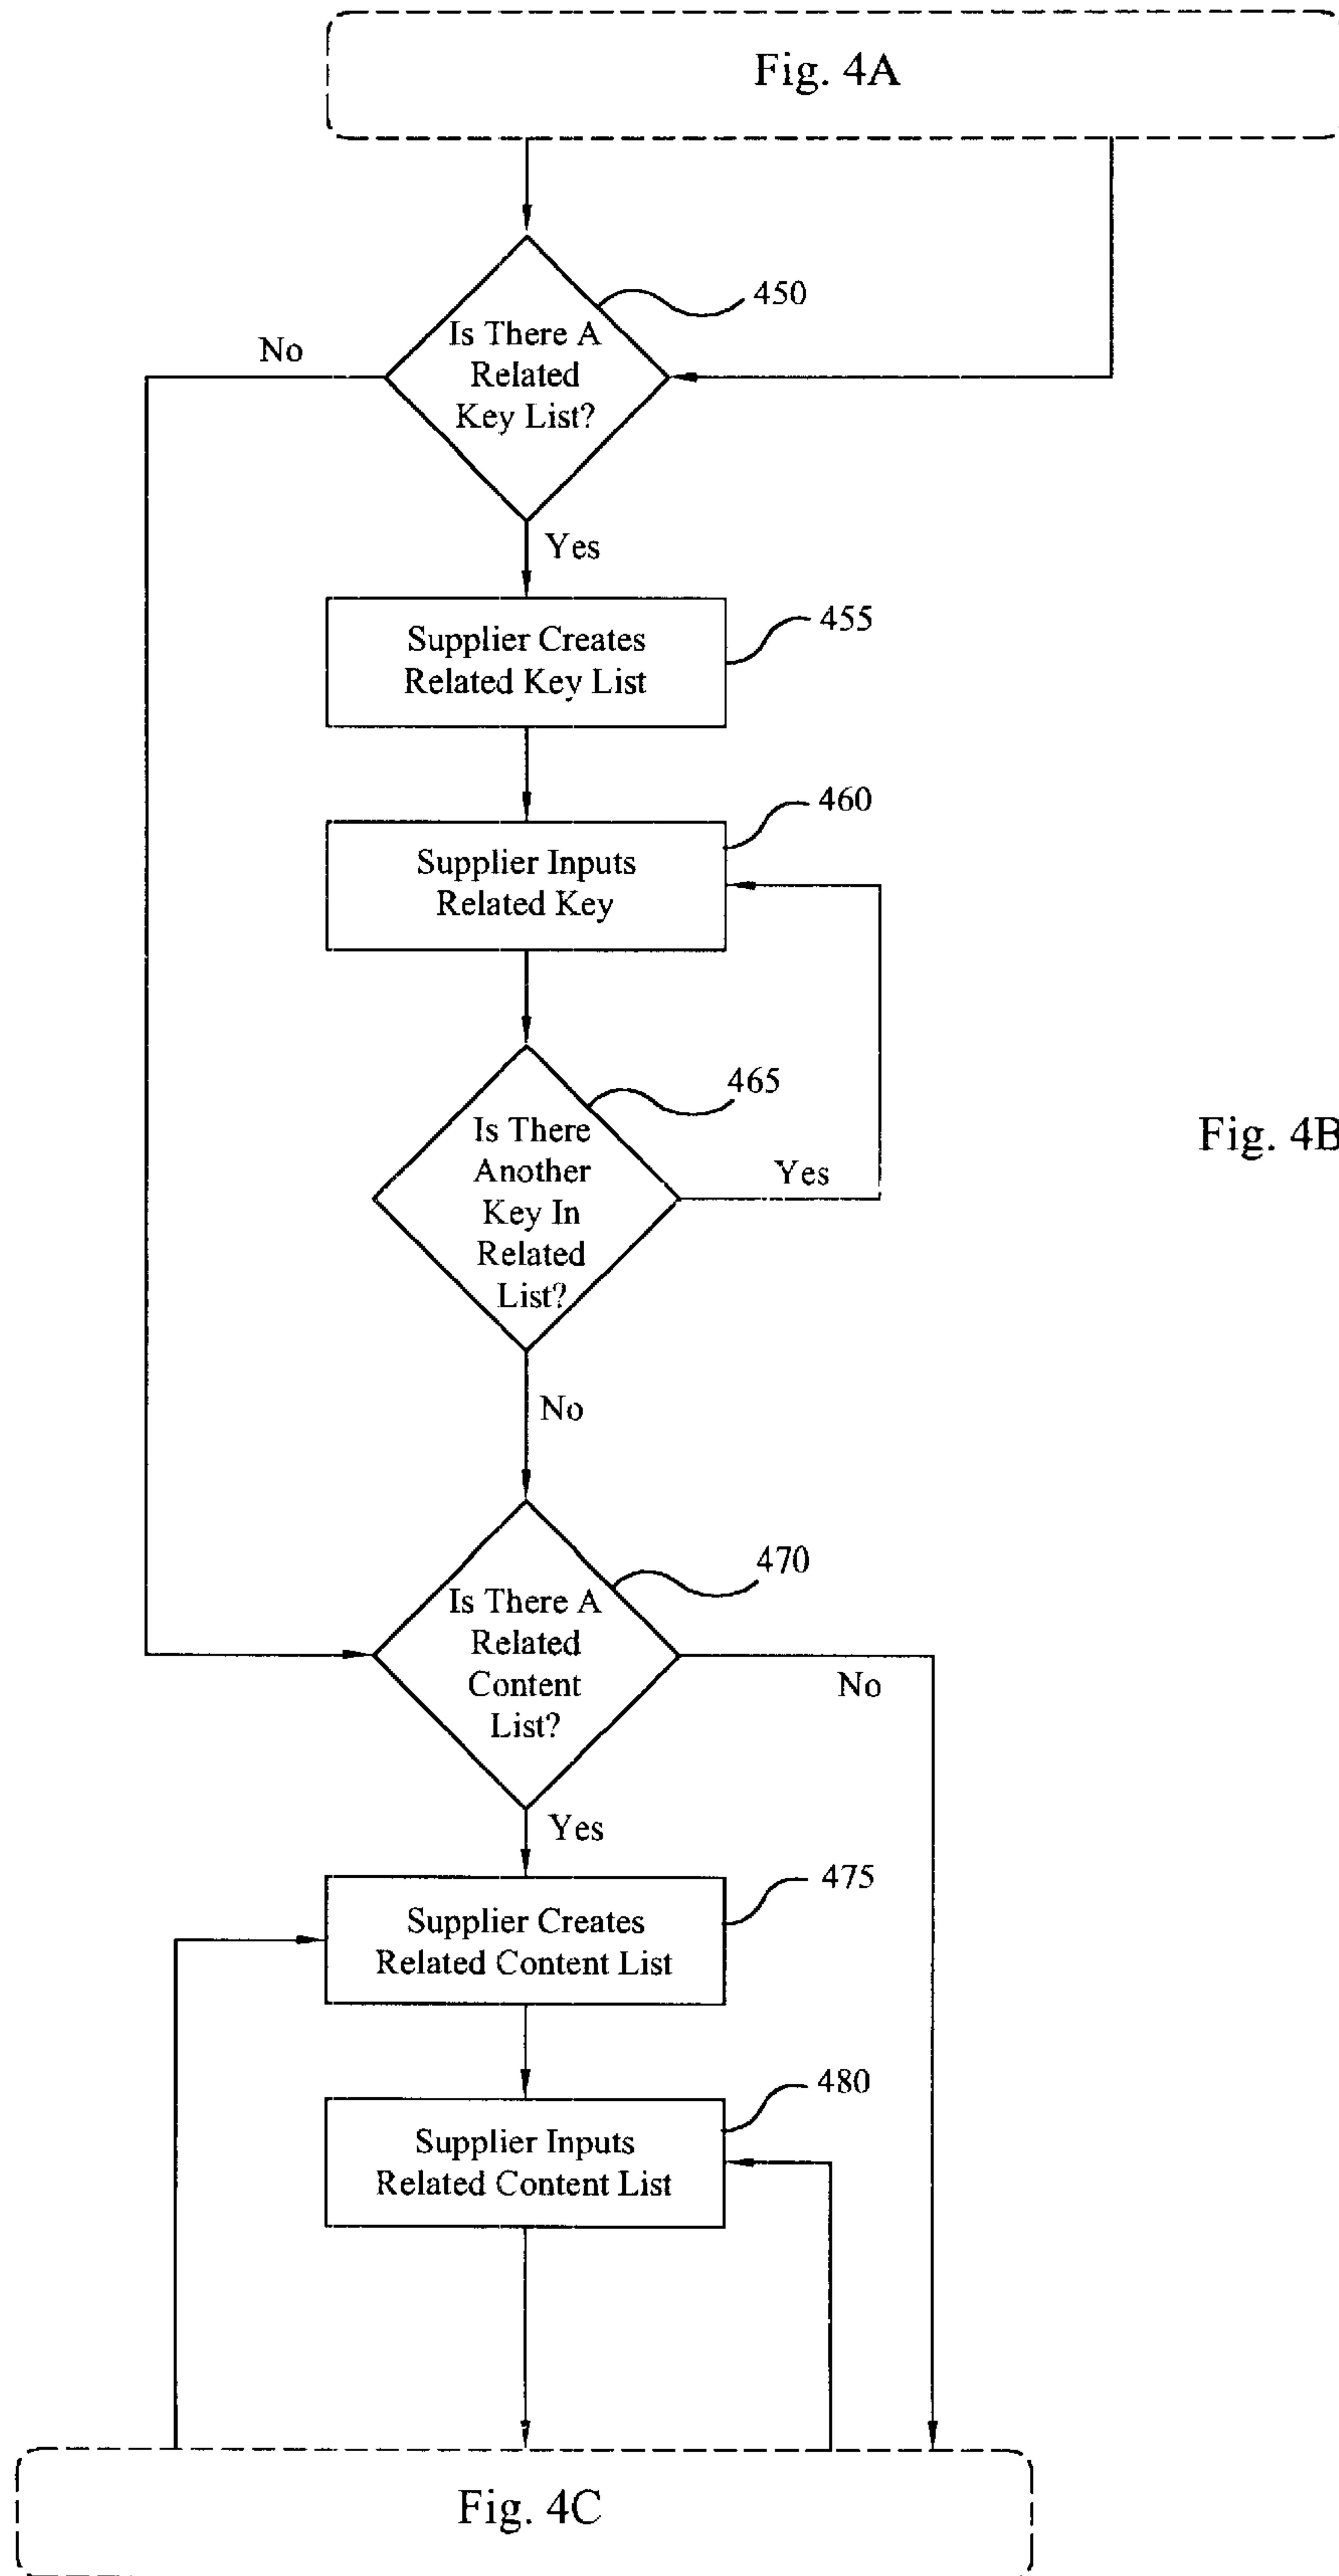 Fig. 4A
450
Is There A
Related
Key List?
No
Yes
455
Supplier Creates
Related Key List
460
Supplier Inputs
Related Key
465
Is There
Another
Key In
Related
List?
Yes
Fig. 4B
No
470
Is There A
Related
Content
List?
No
Yes
475
Supplier Creates
Related Content List
480
Supplier Inputs
Related Content List
Fig. 4C